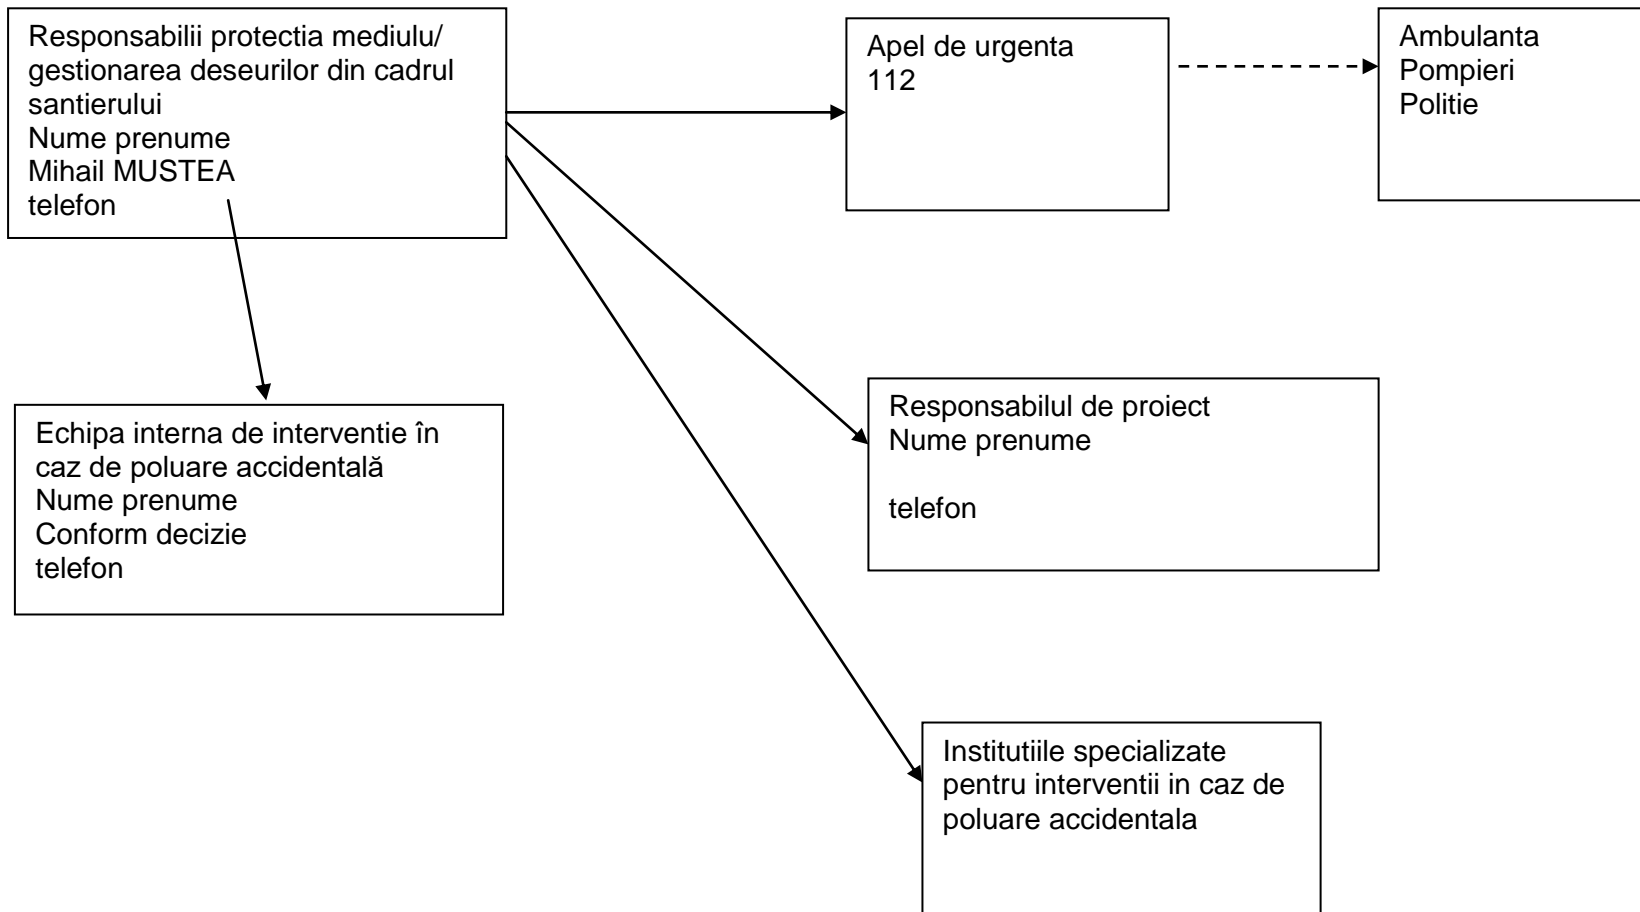 Responsabilii protectia mediulu/
gestionarea deseurilor din cadrul
santierului
Nume prenume
Mihail MUSTEA
telefon
Apel de urgenta
112
Ambulanta
Pompieri
Politie
Echipa interna de interventie în
caz de poluare accidentală
Nume prenume
Conform decizie
telefon
Responsabilul de proiect
Nume prenume
telefon
Institutiile specializate
pentru interventii in caz de
poluare accidentala